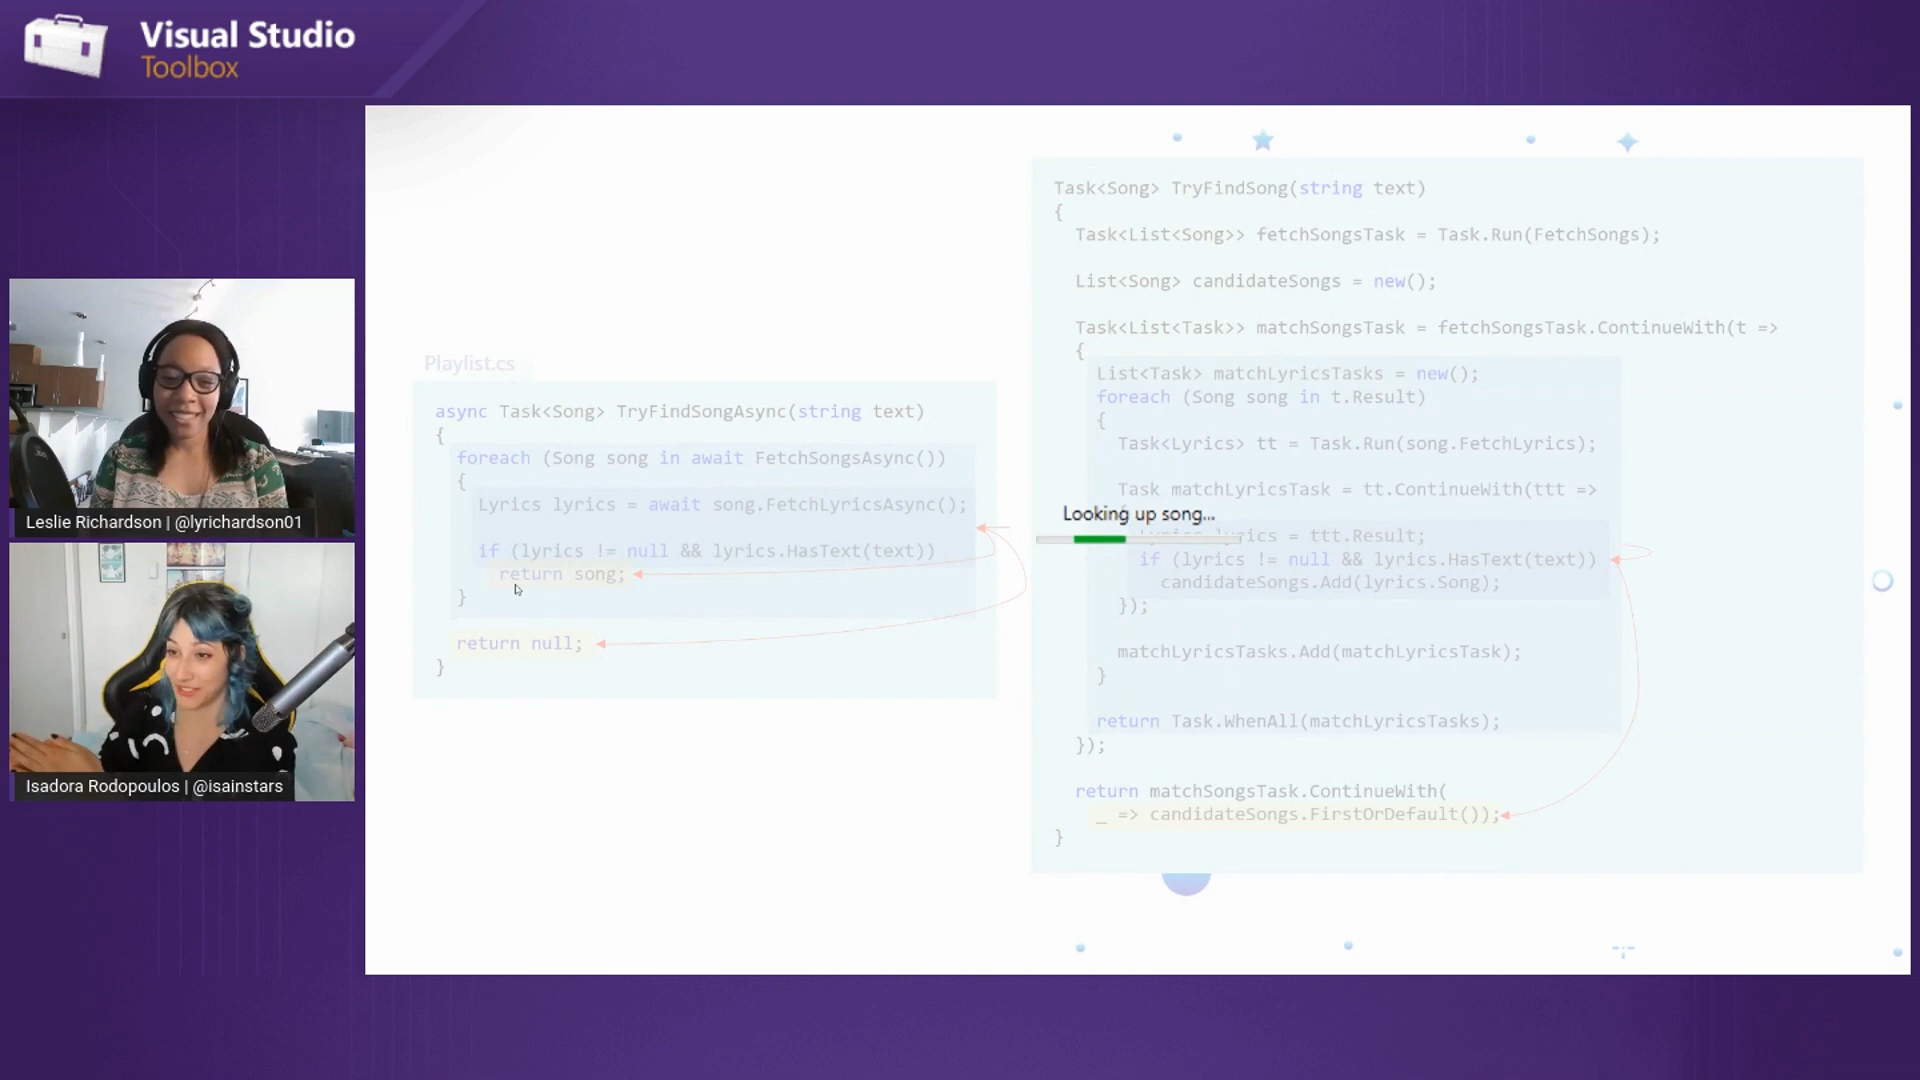 Visual Studio
Toolbox
Leslie Richardson | @lyrichardson01
Isadora Rodopoulos | @isainstars
Playlist.cs
async Task<Song> TryFindSongAsync(string text)
{
foreach (Song song in await FetchSongsAsync())
{
Lyrics lyrics = await song.FetchLyricsAsync();
if (lyrics != null && lyrics.HasText(text))
return song;
}
return null;
}
Task<Song> TryFindSong(string text)
{
Task<List<Song>> fetchSongsTask = Task.Run(FetchSongs);
List<Song> candidateSongs = new();
Task<List<Task>> matchSongsTask = fetchSongsTask.ContinueWith(t =>
{
List<Task> matchLyricsTasks = new();
foreach (Song song in t.Result)
{
Task<Lyrics> tt = Task.Run(song.FetchLyrics);
Task matchLyricsTask = tt.ContinueWith(ttt =>
Looking up song...
Lyrics lyrics = ttt.Result;
if (lyrics != null && lyrics.HasText(text))
candidateSongs.Add(lyrics.Song);
});
matchLyricsTasks.Add(matchLyricsTask);
}
return Task.WhenAll(matchLyricsTasks);
});
return matchSongsTask.ContinueWith(
_ => candidateSongs.FirstOrDefault());
}